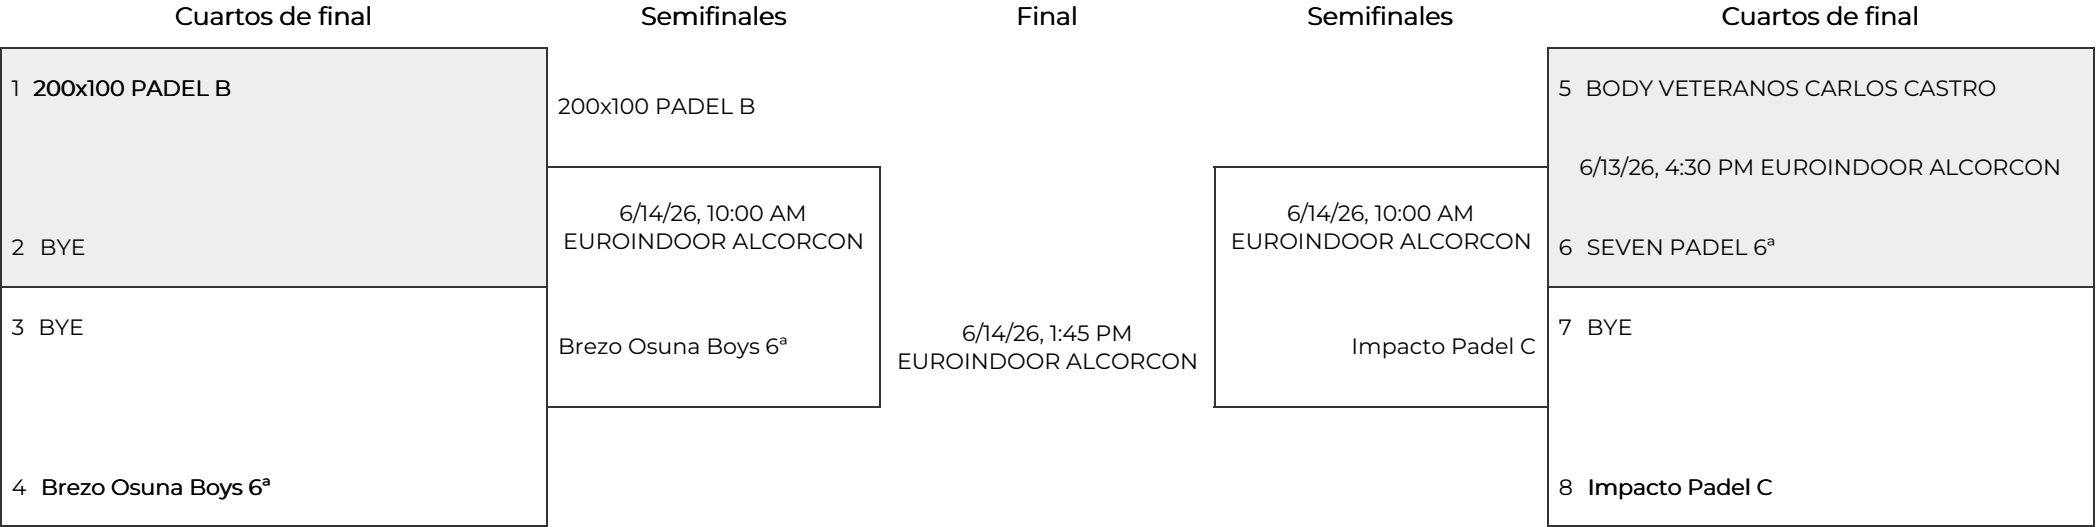 Cuartos de final
Semifinales
Final
Semifinales
Cuartos de final
1 200x100 PADEL B
2 BYE
3 BYE
4 Brezo Osuna Boys 6ª
200x100 PADEL B
6/14/26, 10:00 AM
EUROINDOOR ALCORCON
Brezo Osuna Boys 6ª
6/14/26, 1:45 PM
EUROINDOOR ALCORCON
6/14/26, 10:00 AM
EUROINDOOR ALCORCON
Impacto Padel C
5 BODY VETERANOS CARLOS CASTRO
6/13/26, 4:30 PM EUROINDOOR ALCORCON
6 SEVEN PADEL 6ª
7 BYE
8 Impacto Padel C